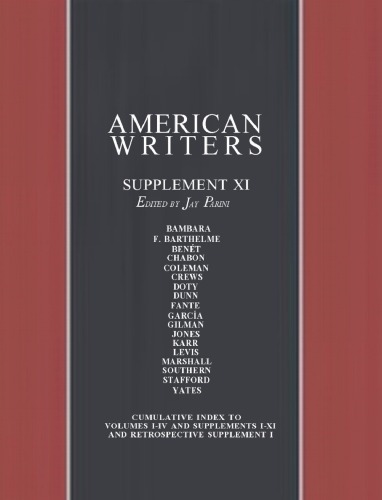 AMERICAN
WRITERS
SUPPLEMENT XI
EDITED BY JAY PARINI
BAMBARA
F. BARTHELME
BENÉT
CHABON
COLEMAN
CREWS
DOTY
DUNN
FANTE
GARCÍA
GILMAN
JONES
KARR
LEVIS
MARSHALL
SOUTHERN
STAFFORD
YATES
CUMULATIVE INDEX TO
VOLUMES I-IV AND SUPPLEMENTS I-XI
AND RETROSPECTIVE SUPPLEMENT I